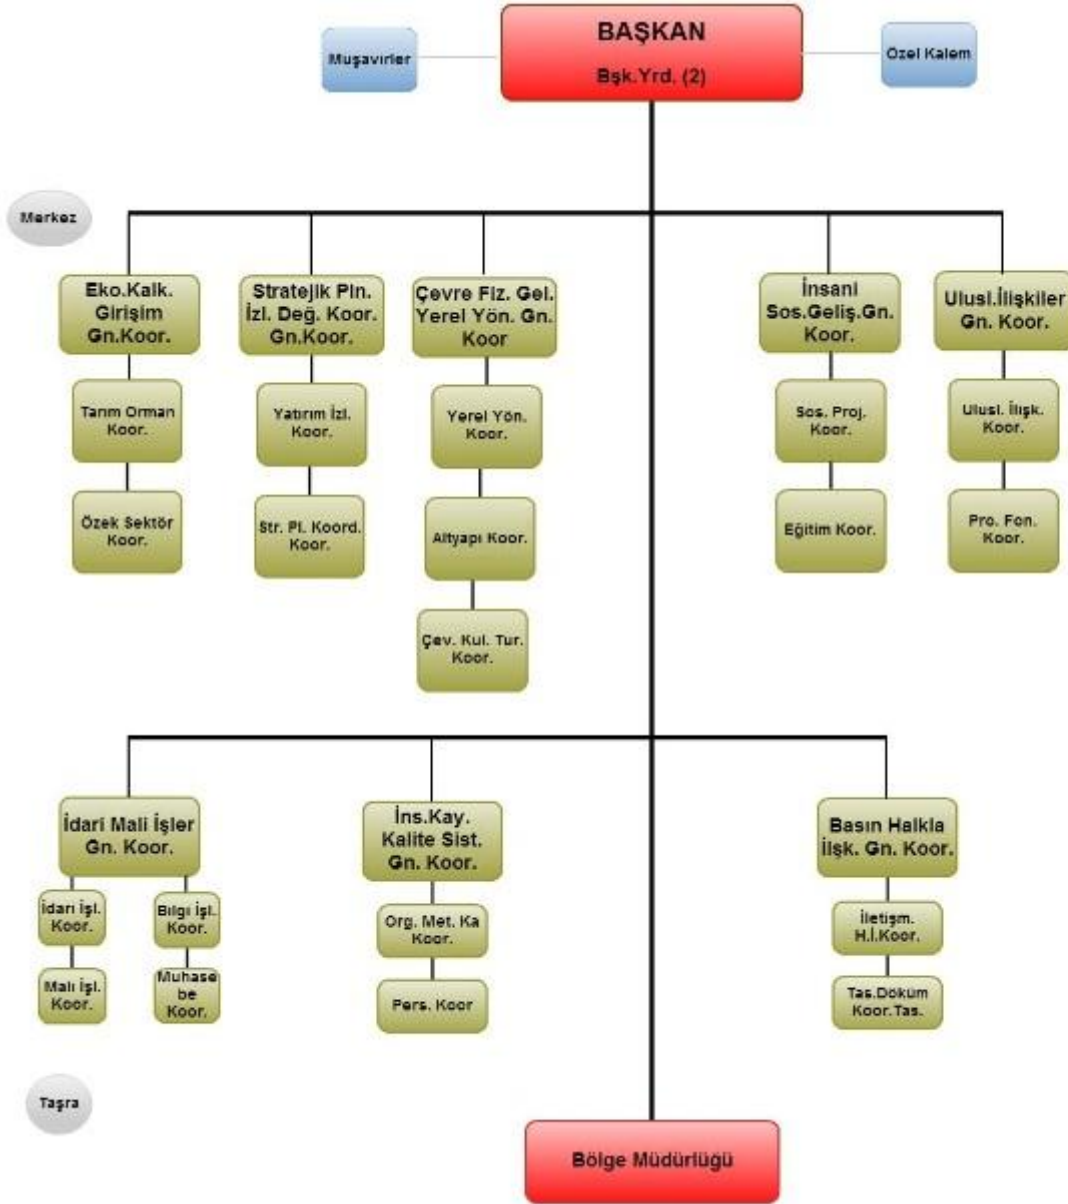 BAŞKAN
Bşk.Yrd. (2)
Muşavırler
Ozel Kalem
Merkez
Eko.Kalk.
Girişim
Gn.Koor.
Stratejik Pln.
İzl. Değ. Koor.
Gn.Koor.
Çevre Fiz. Gel.
Yerel Yön. Gn.
Koor
İnsani
Sos.Geliş.Gn.
Koor.
Ulusl.İlişkiler
Gn. Koor.
Tarım Orman
Koor.
Yatırım İzl.
Koor.
Yerel Yön.
Koor.
Sos. Proj.
Koor.
Ulusl. İlışk.
Koor.
Özek Sektör
Koor.
Str. Pl. Koord.
Koor.
Altyapı Koor.
Eğitim Koor.
Pro. Fon.
Koor.
Çev. Kul. Tur.
Koor.
İdari Mali İşler
Gn. Koor.
İns.Kay.
Kalite Sist.
Gn. Koor.
Basın Halkla
İlşk. Gn. Koor.
İdarı İşl.
Koor.
Bılgı İşl.
Koor.
Org. Met. Ka
Koor.
İletişm.
H.İ.Koor.
Malı İşl.
Koor.
Muhase
be
Koor.
Pers. Koor
Tas.Döküm
Koor.Tas.
Taşra
Bölge Müdürlüğü